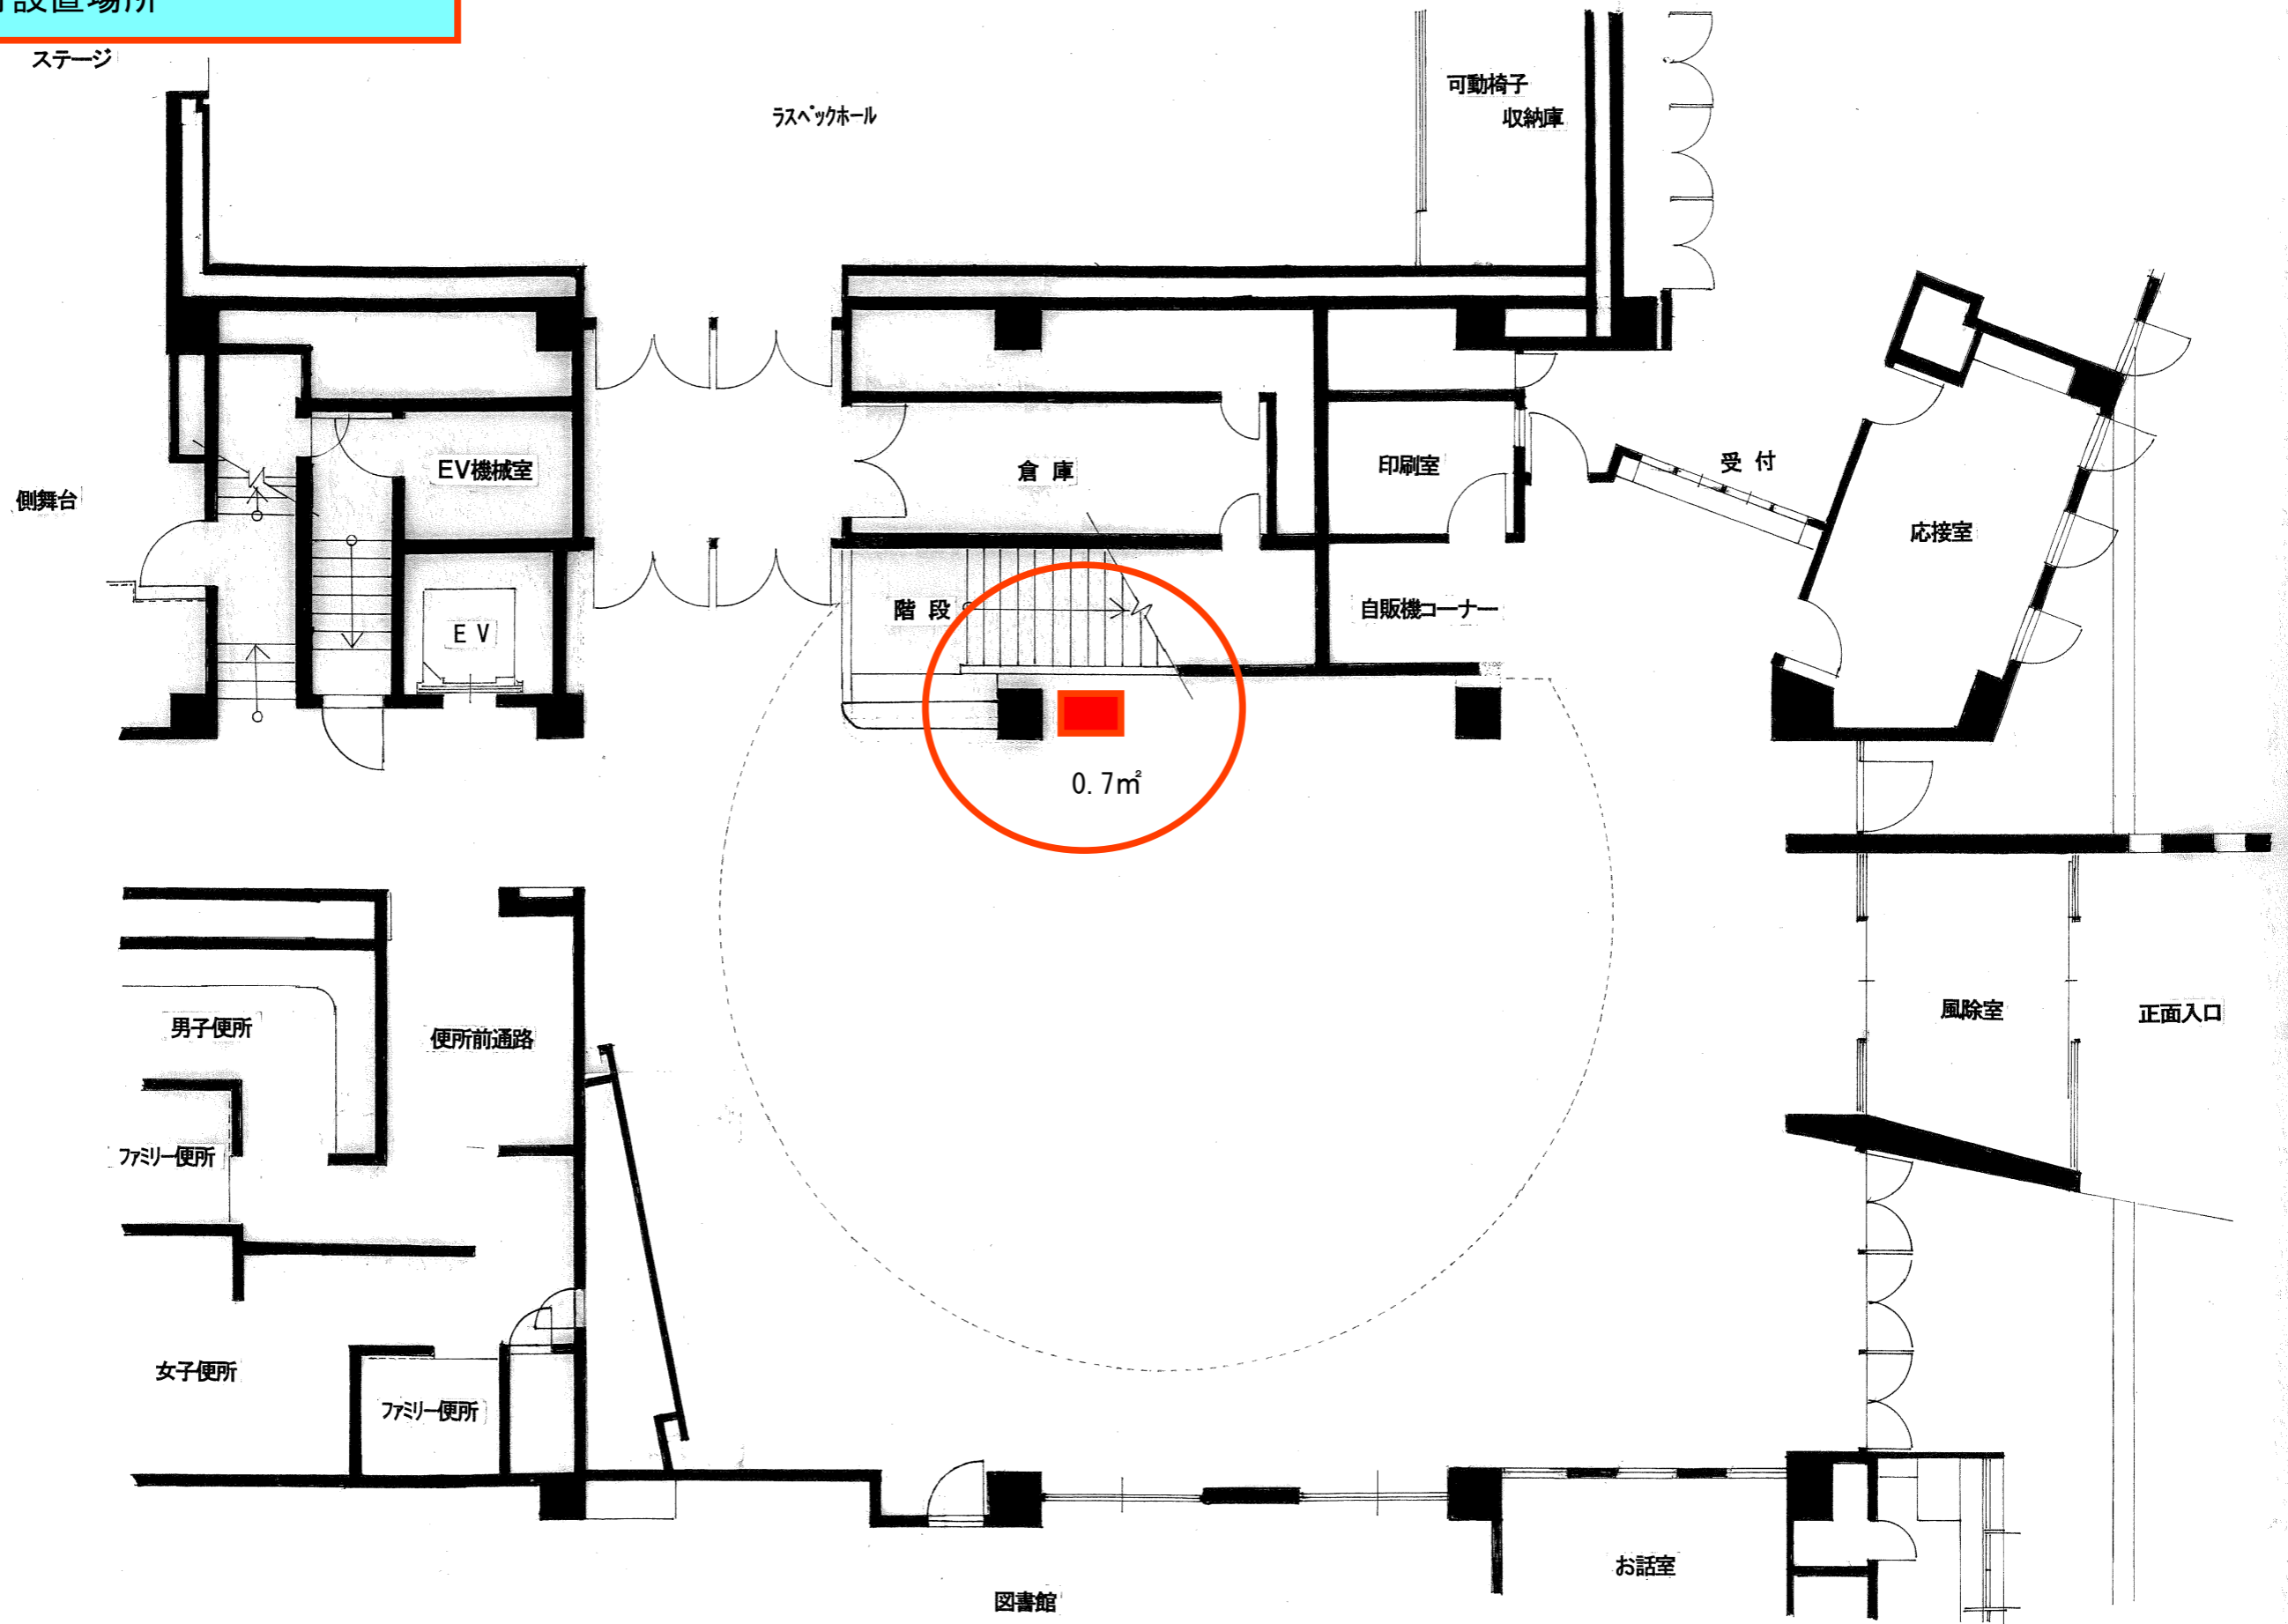 設置場所
ステージ
ラスペックホール
可動椅子
収納庫
EV機械室
倉 庫
印刷室
受 付
側舞台
応接室
階 段
自販機コーナー
EV
0.7㎡
男子便所
便所前通路
風除室
正面入口
ファミリー便所
女子便所
ファミリー便所
お話室
図書館